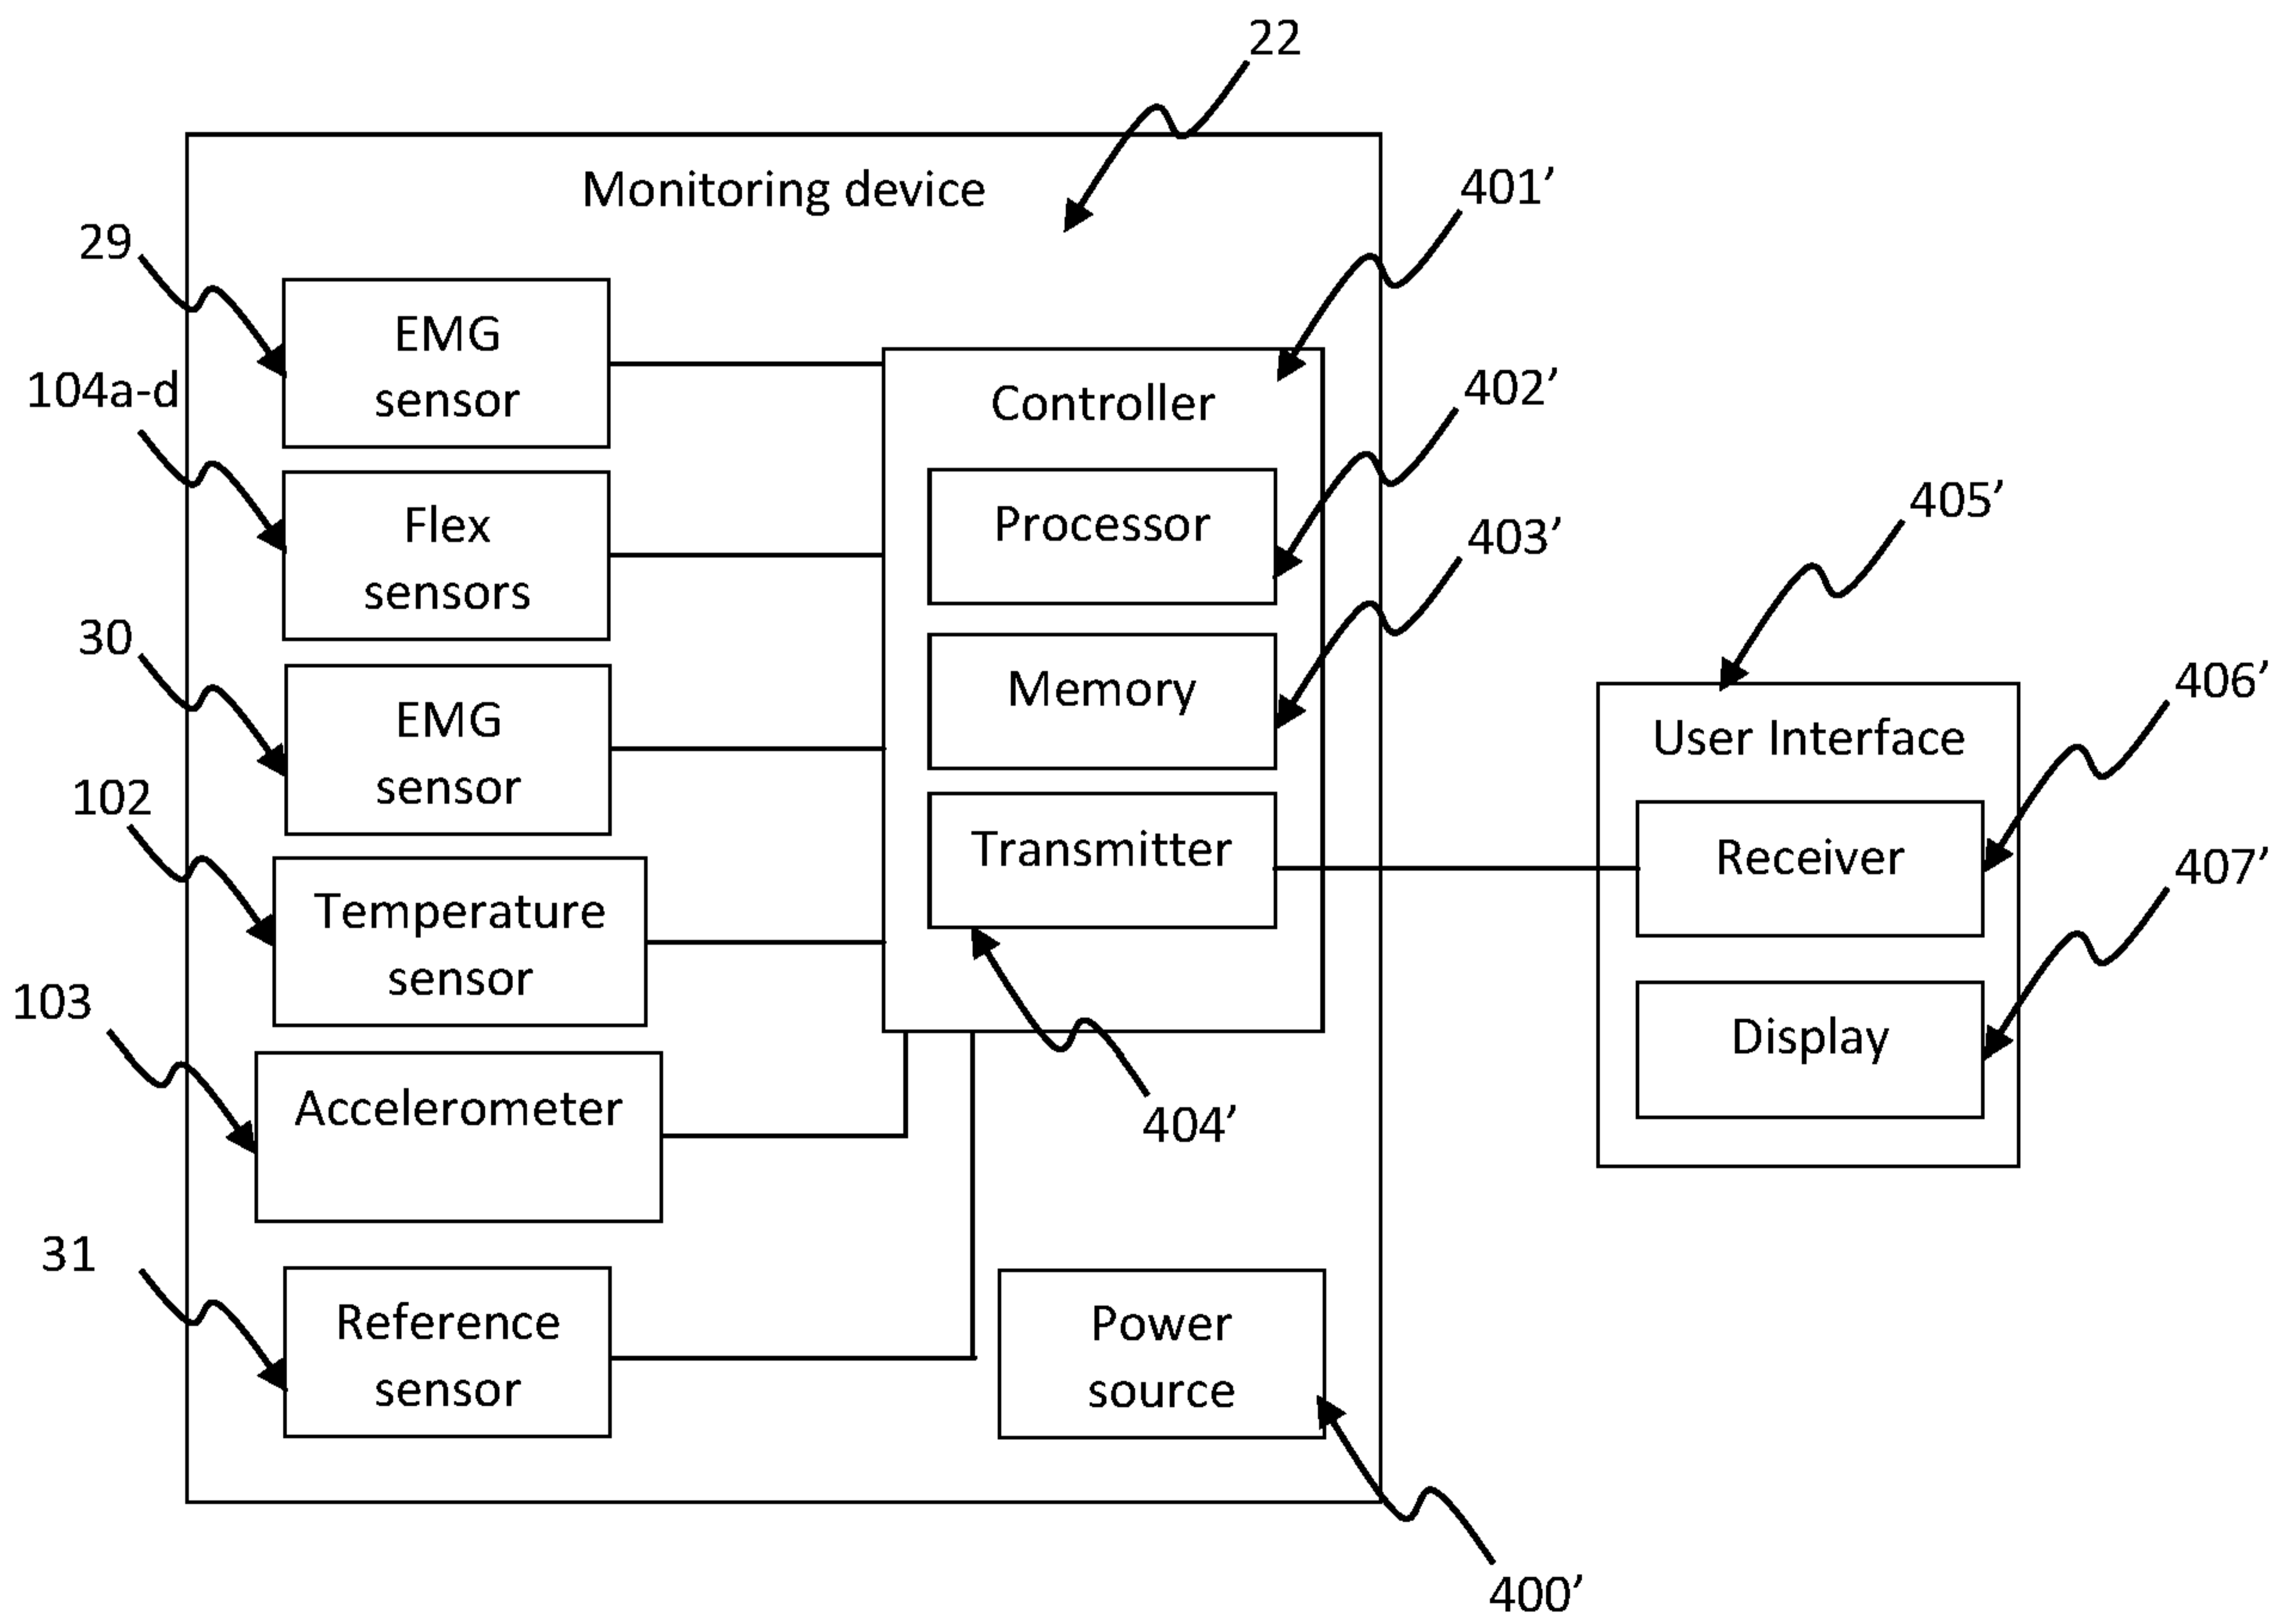 22
Monitoring device
401’
29
EMG
sensor
104a-d
Controller
402’
Flex
sensors
Processor
405’
403’
30
EMG
sensor
Memory
406’
User Interface
102
Transmitter
Receiver
407’
Temperature
sensor
103
Display
Accelerometer
404’
31
Reference
sensor
Power
source
400’